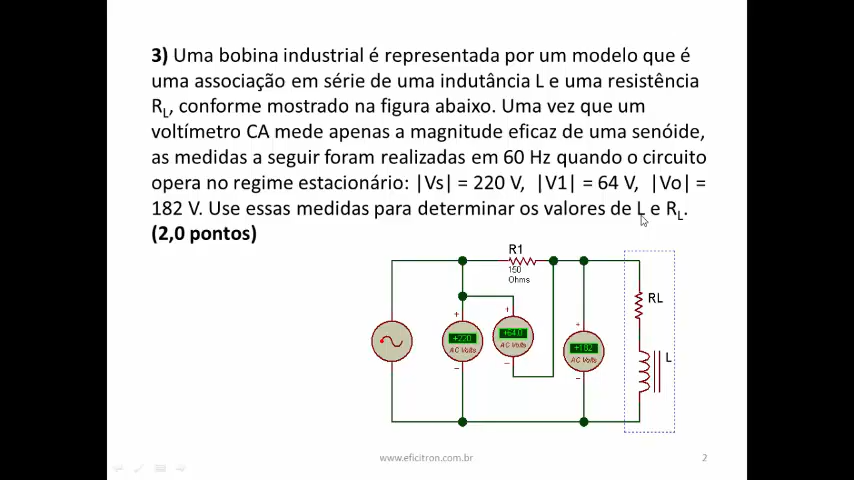 3) Uma bobina industrial é representada por um modelo que é
uma associação em série de uma indutância L e uma resistência
RL, conforme mostrado na figura abaixo. Uma vez que um
voltímetro CA mede apenas a magnitude eficaz de uma senóide,
as medidas a seguir foram realizadas em 60 Hz quando o circuito
opera no regime estacionário: |Vs| = 220 V, |V1| = 64 V, |Vo| =
182 V. Use essas medidas para determinar os valores de L e RL.
(2,0 pontos)
R1
150
Ohms
RL
+ +220 AC Volts -
+ +64.0 AC Volts -
+ +182 AC Volts -
L
www.eficitron.com.br
2